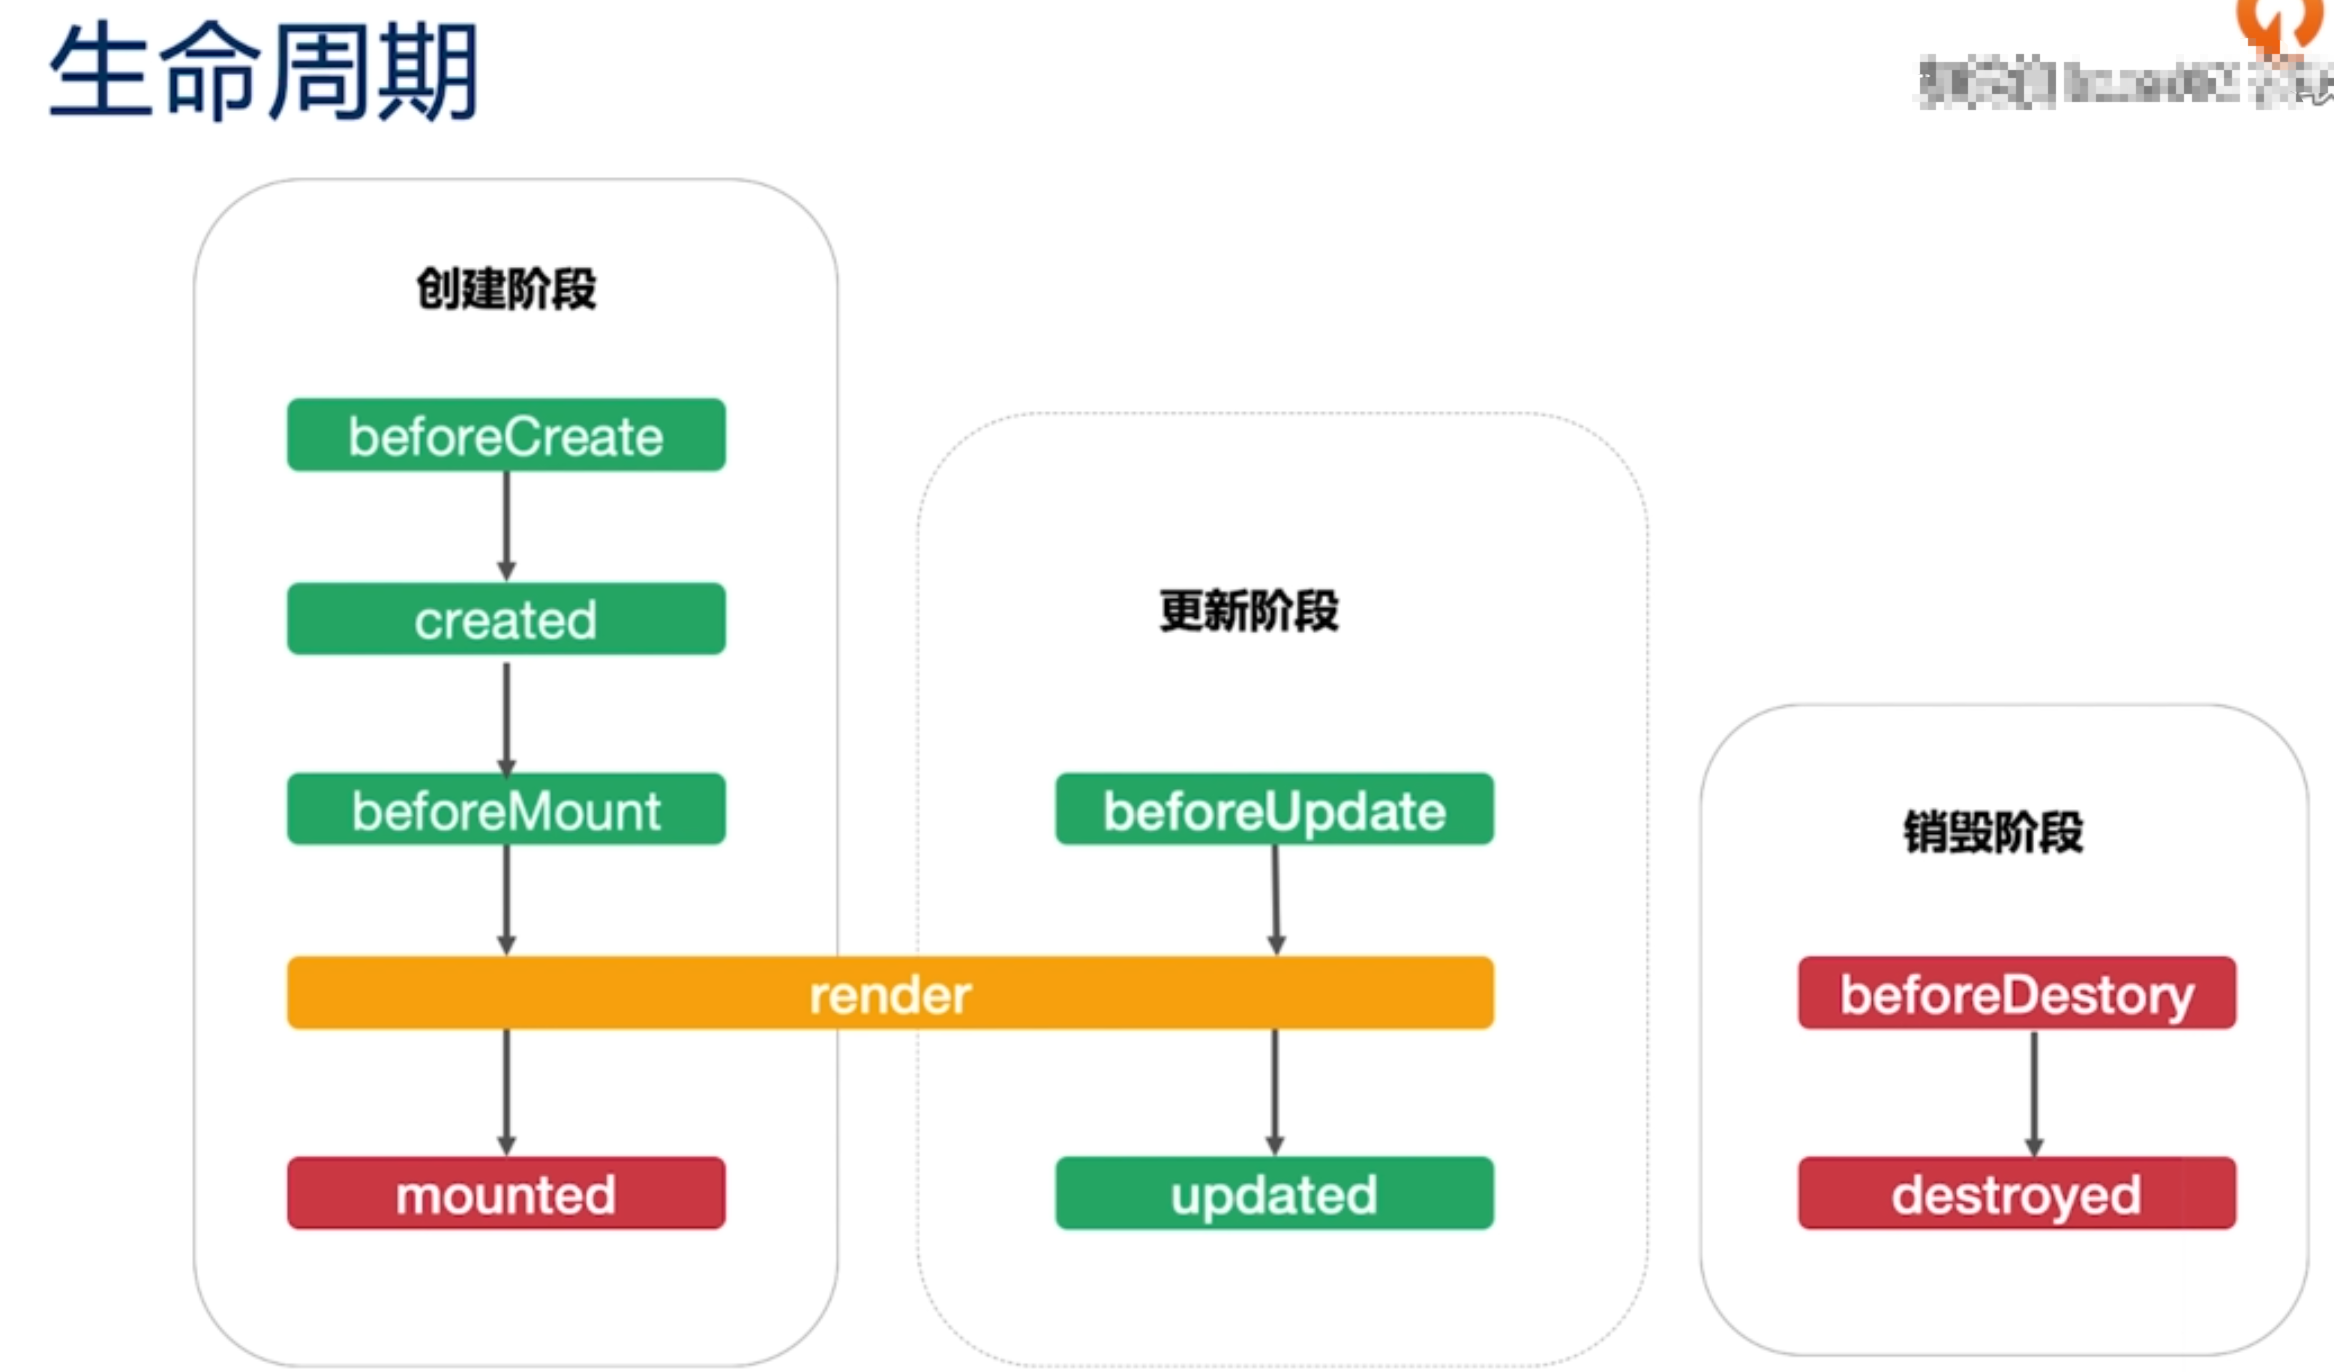 生命周期
创建阶段
beforeCreate
created
beforeMount
更新阶段
beforeUpdate
render
mounted
updated
销毁阶段
beforeDestory
destroyed